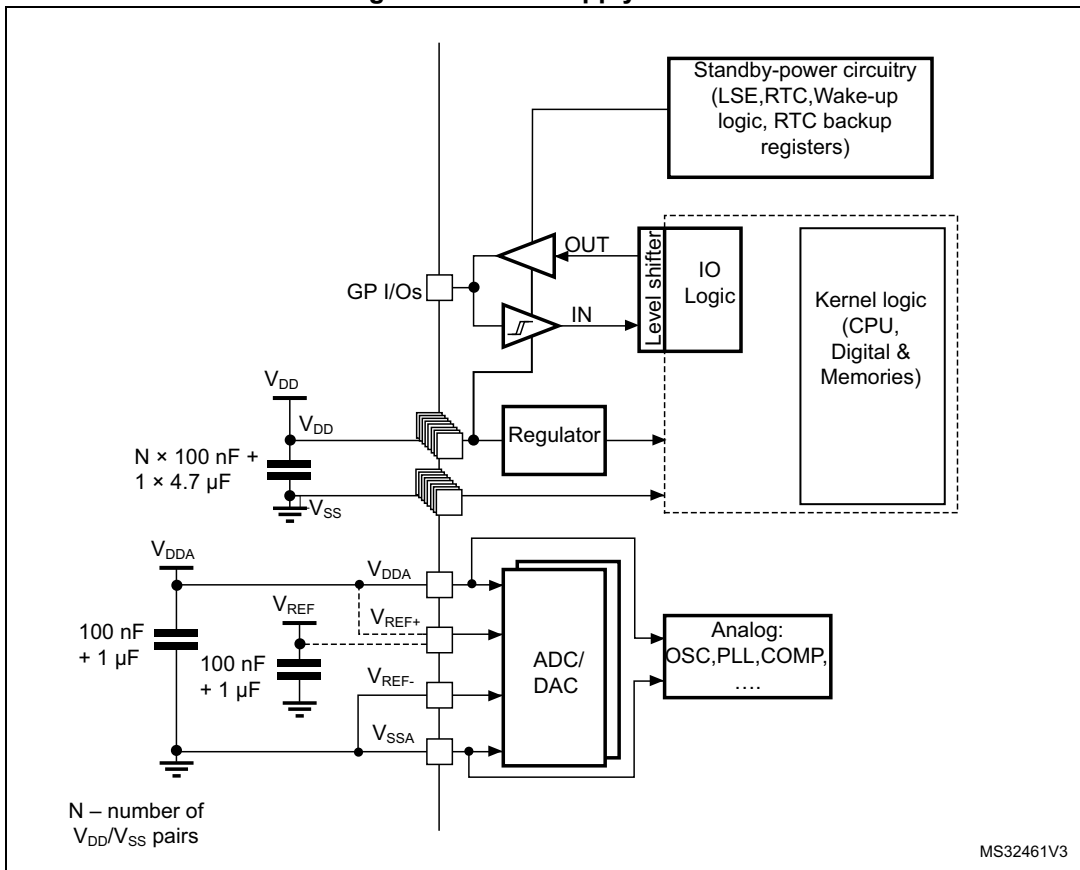 Standby-power circuitry
(LSE,RTC,Wake-up
logic, RTC backup
registers)
OUT
Level shifter
IO
Logic
GP I/Os
IN
Kernel logic
(CPU,
Digital &
Memories)
VDD
VDD
Regulator
N × 100 nF +
1 × 4.7 µF
VSS
VDDA
VDDA
VREF
VREF+
100 nF
+ 1 µF
100 nF
+ 1 µF
ADC/
DAC
Analog:
OSC,PLL,COMP,
....
VREF-
VSSA
N – number of
VDD/VSS pairs
MS32461V3